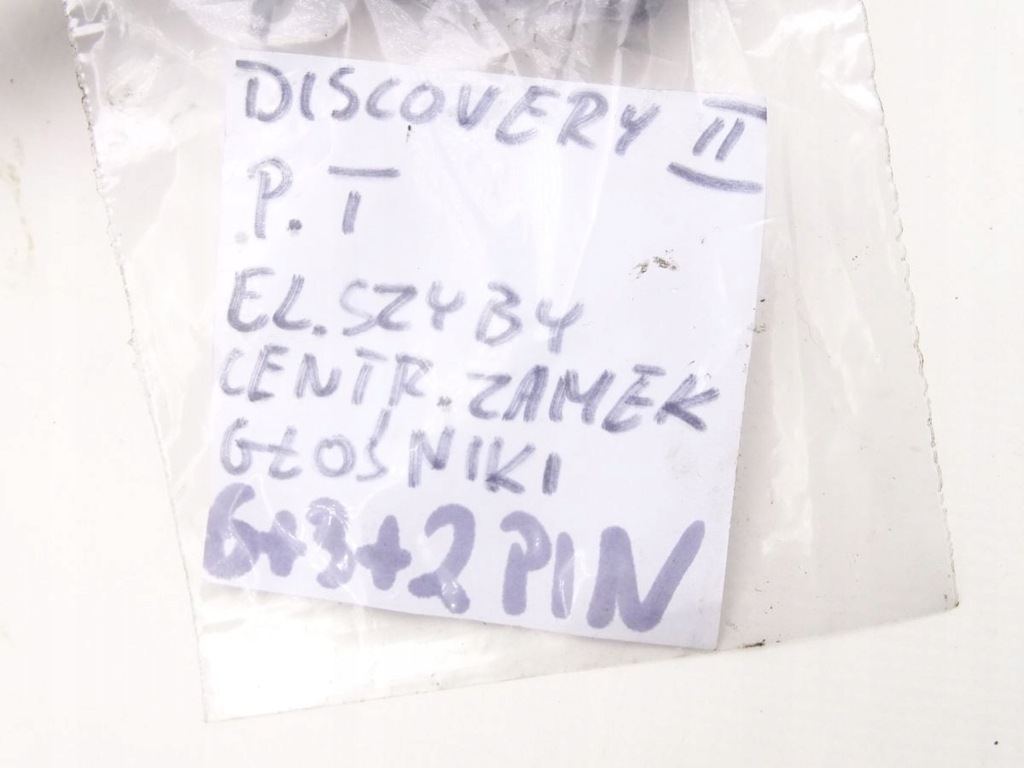 DISCOVERY II
P. T
EL. SZYBY
CENTR. ZAMEK
GŁOŚNIKI
6+3+2 PIN